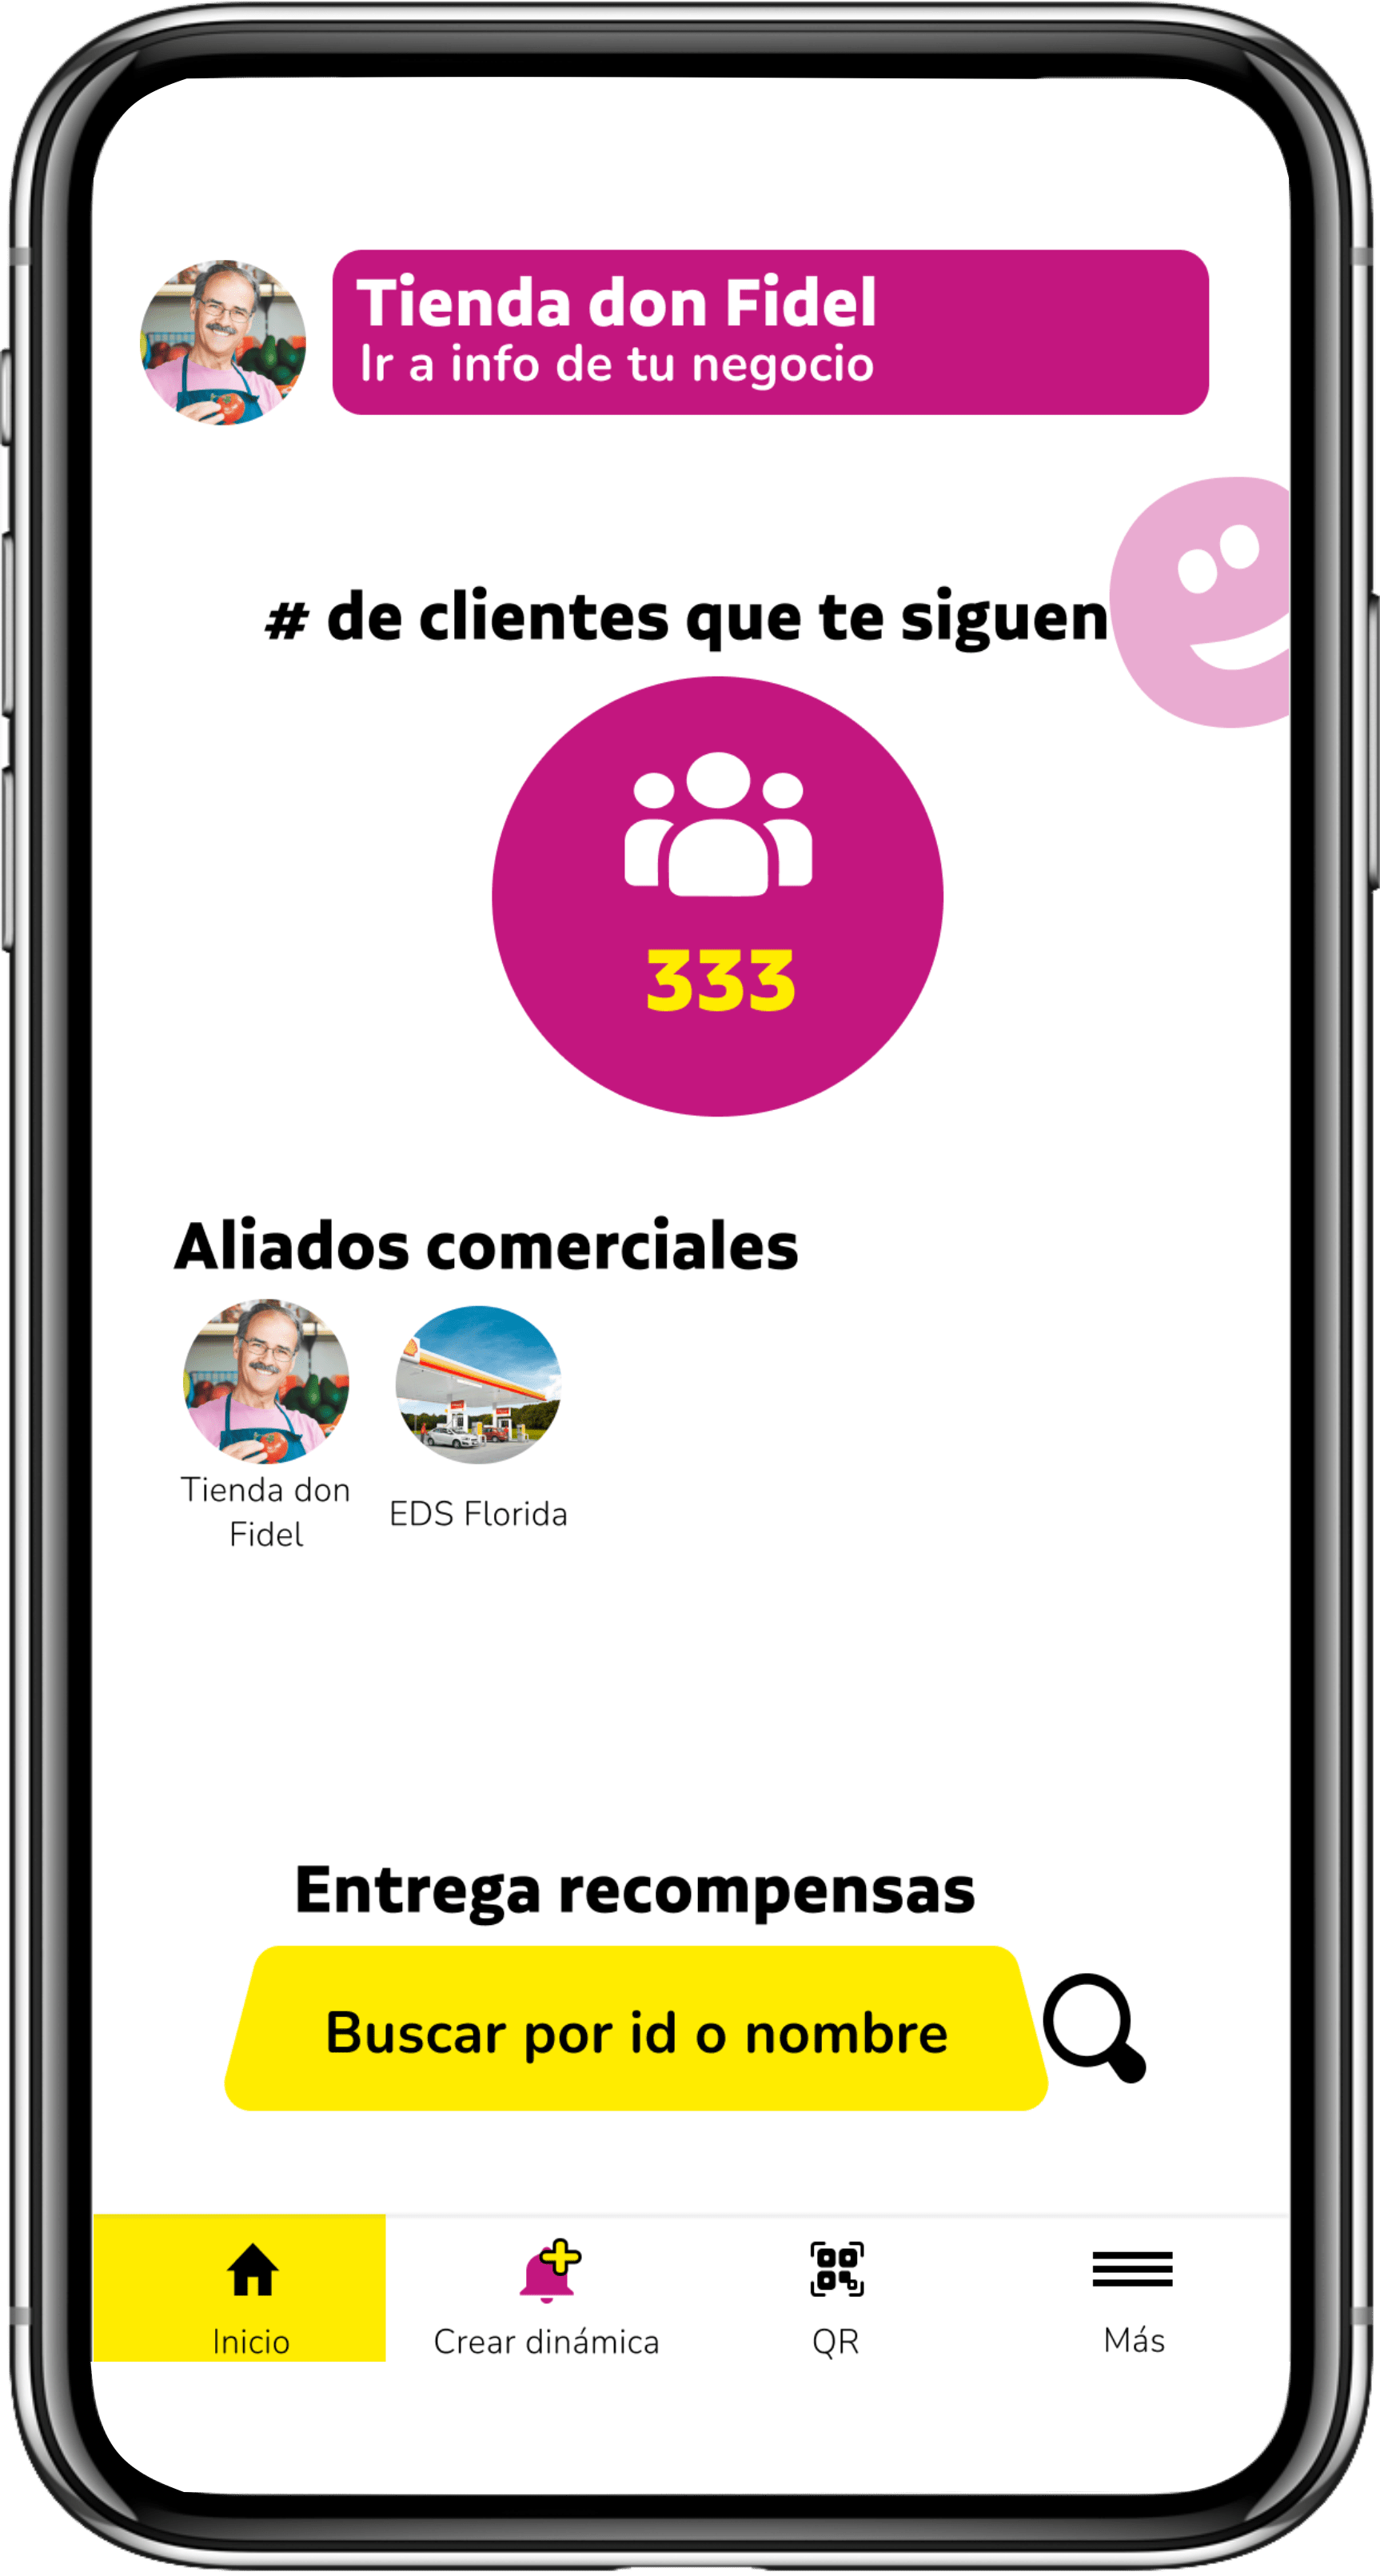 Tienda don Fidel
Ir a info de tu negocio
# de clientes que te siguen
333
Aliados comerciales
Tienda don
Fidel
EDS Florida
Entrega recompensas
Buscar por id o nombre
Inicio
Crear dinámica
QR
Más